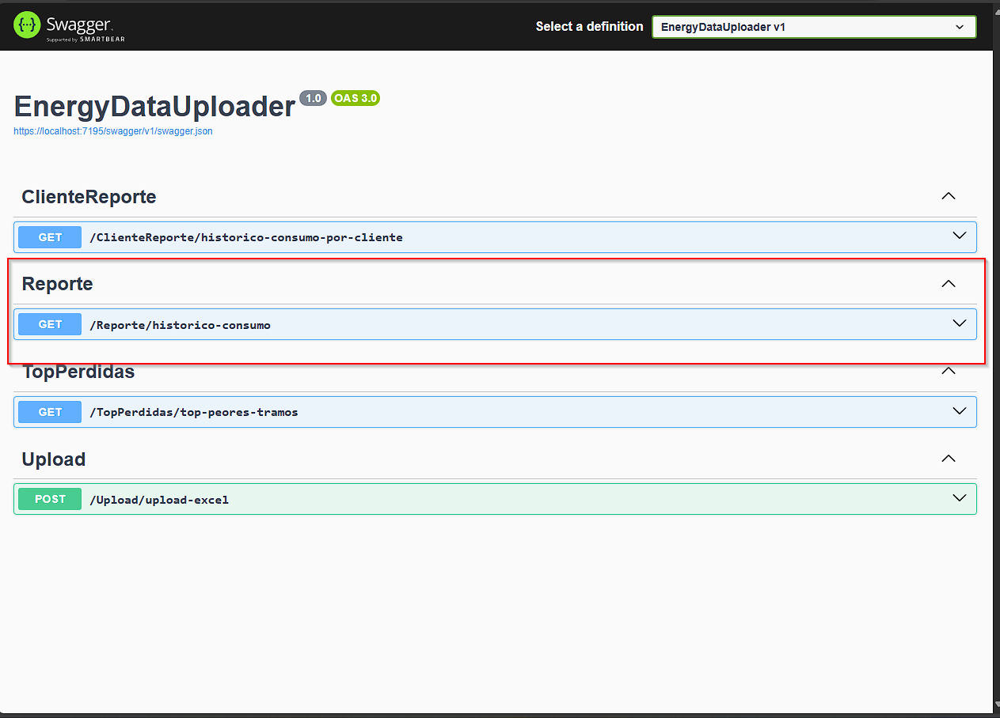 Swagger
Supported by SMARTBEAR
Select a definition
EnergyDataUploader v1
EnergyDataUploader 1.0 OAS 3.0
https://localhost:7195/swagger/v1/swagger.json
ClienteReporte
GET /ClienteReporte/historico-consumo-por-cliente
Reporte
GET /Reporte/historico-consumo
TopPerdidas
GET /TopPerdidas/top-peores-tramos
Upload
POST /Upload/upload-excel